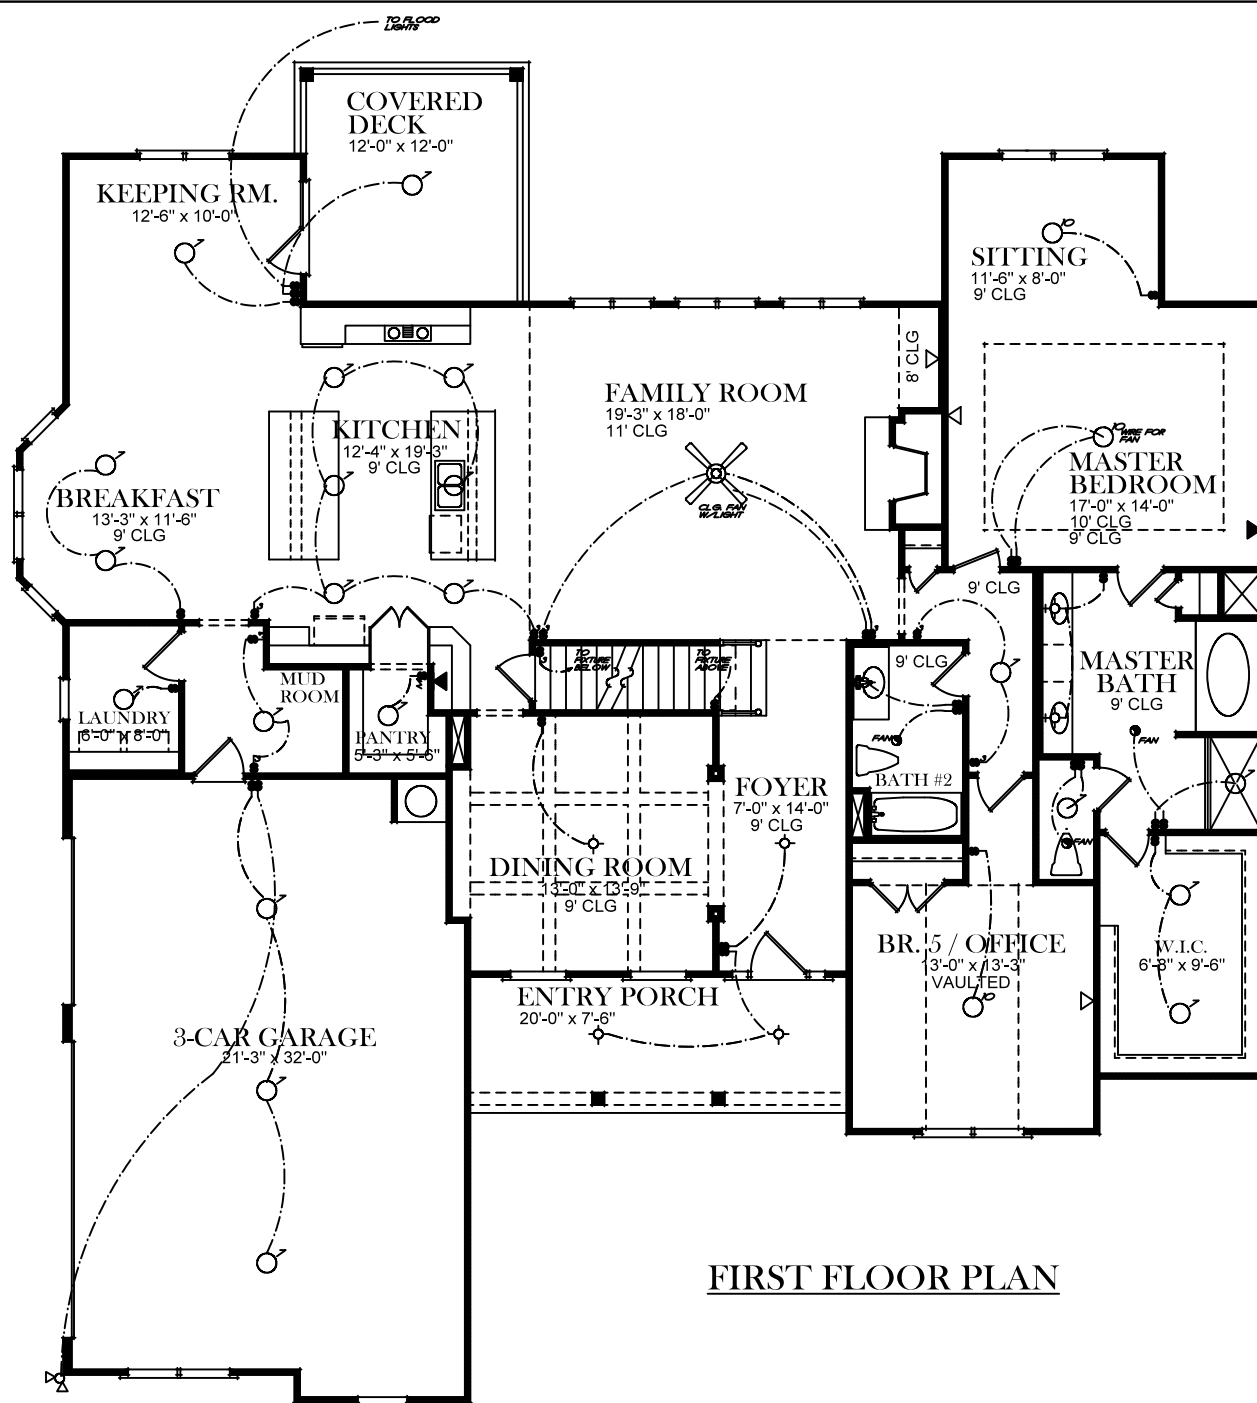 TO FLOOD
LIGHTS
COVERED
DECK
12'-0" x 12'-0"
KEEPING RM.
12'-6" x 10'-0"
SITTING
11'-6" x 8'-0"
9' CLG
8' CLG
FAMILY ROOM
19'-3" x 18'-0"
11' CLG
KITCHEN
12'-4" x 19'-3"
9' CLG
WIRE FOR
FAN
MASTER
BEDROOM
17'-0" x 14'-0"
10' CLG
9' CLG
BREAKFAST
13'-3" x 11'-6"
9' CLG
CLG. FAN
W/LIGHT
9' CLG
TO
FIXTURE
BELOW
TO
FIXTURE
ABOVE
9' CLG
MASTER
BATH
9' CLG
MUD
ROOM
LAUNDRY
6'-0" x 8'-0"
PANTRY
5'-3" x 5'-6"
FAN
FAN
BATH #2
FOYER
7'-0" x 14'-0"
9' CLG
FAN
DINING ROOM
13'-0" x 13'-9"
9' CLG
BR. 5 / OFFICE
13'-0" x 13'-3"
VAULTED
W.I.C.
6'-8" x 9'-6"
ENTRY PORCH
20'-0" x 7'-6"
3-CAR GARAGE
21'-3" x 32'-0"
FIRST FLOOR PLAN